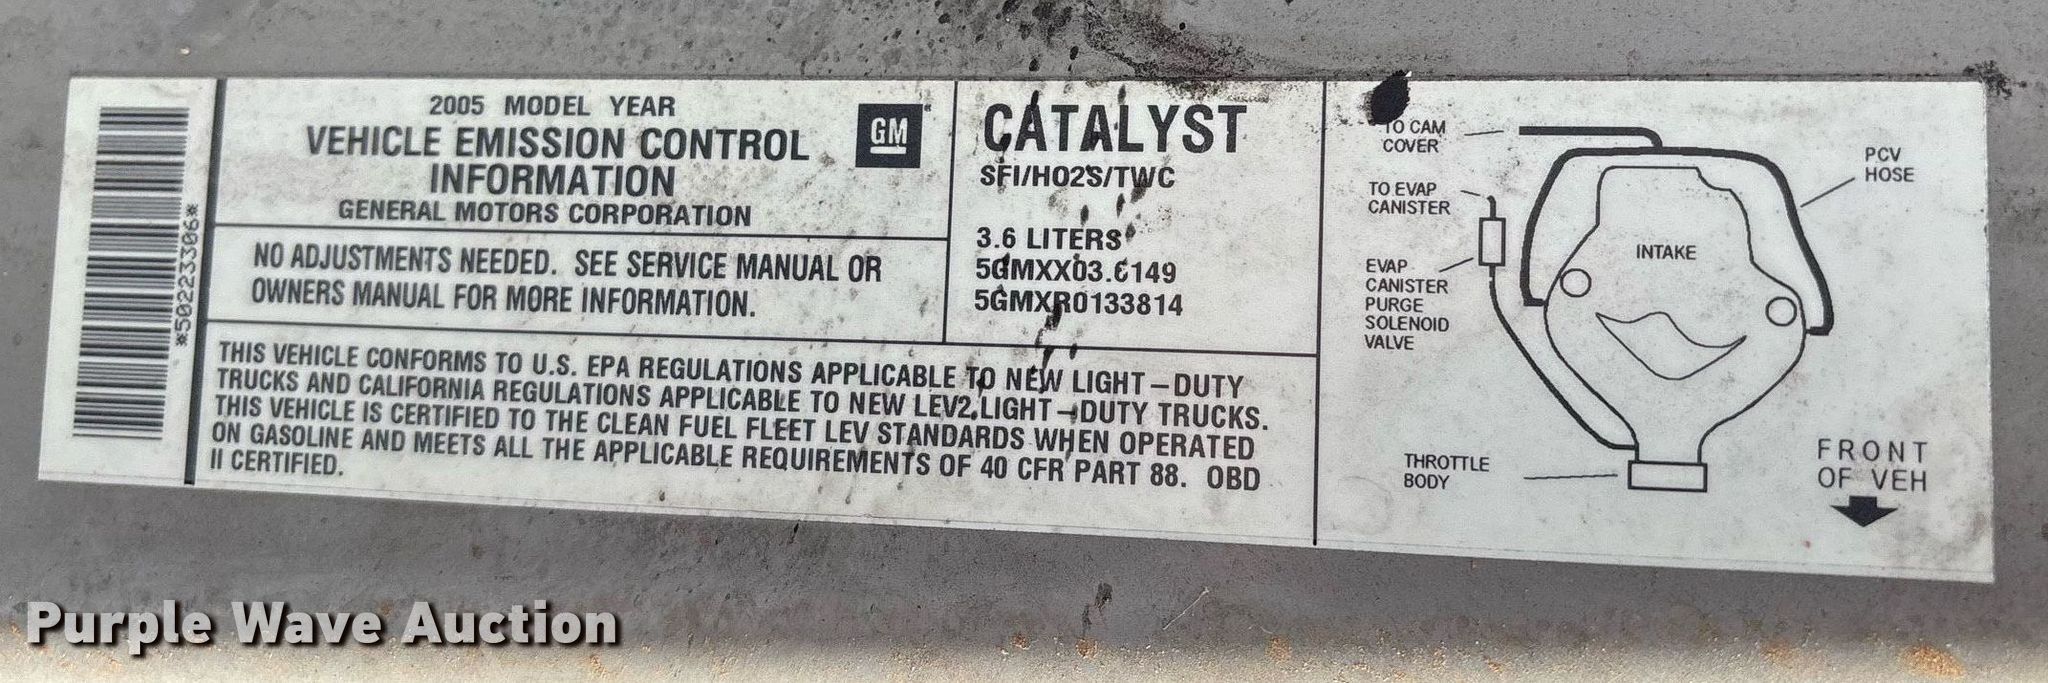 *502233306*
2005 MODEL YEAR
VEHICLE EMISSION CONTROL
INFORMATION
GENERAL MOTORS CORPORATION
GM
NO ADJUSTMENTS NEEDED. SEE SERVICE MANUAL OR
OWNERS MANUAL FOR MORE INFORMATION.
CATALYST
SFI/HO2S/TWC
3.6 LITERS
5GMXX03.6149
5GMXR0133814
THIS VEHICLE CONFORMS TO U.S. EPA REGULATIONS APPLICABLE TO NEW LIGHT-DUTY
TRUCKS AND CALIFORNIA REGULATIONS APPLICABLE TO NEW LEV2 LIGHT-DUTY TRUCKS.
THIS VEHICLE IS CERTIFIED TO THE CLEAN FUEL FLEET LEV STANDARDS WHEN OPERATED
ON GASOLINE AND MEETS ALL THE APPLICABLE REQUIREMENTS OF 40 CFR PART 88. OBD
II CERTIFIED.
TO CAM
COVER
TO EVAP
CANISTER
EVAP
CANISTER
PURGE
SOLENOID
VALVE
THROTTLE
BODY
INTAKE
PCV
HOSE
FRONT
OF VEH
Purple Wave Auction